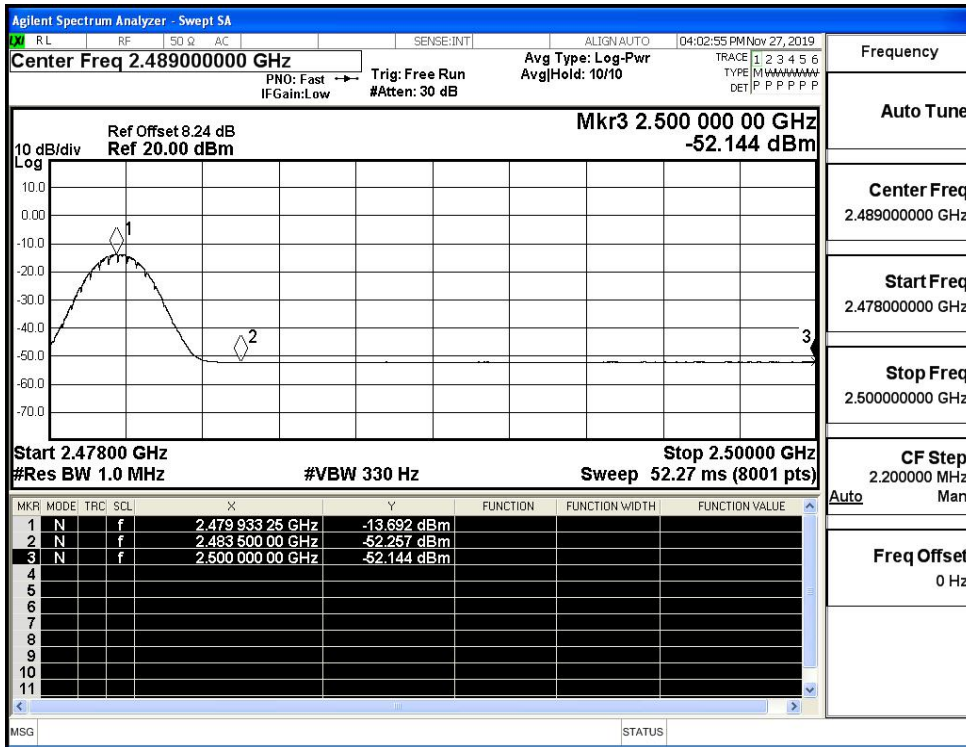 Agilent Spectrum Analyzer - Swept SA
LXI RL RF 50 Ω AC SENSE:INT ALIGN AUTO 04:02:55 PM Nov 27, 2019
Center Freq 2.489000000 GHz
PNO: Fast
IFGain:Low
Trig: Free Run
#Atten: 30 dB
Avg Type: Log-Pwr
Avg|Hold: 10/10
TRACE 1 2 3 4 5 6
TYPE M WWWWW
DET P P P P P P
Ref Offset 8.24 dB
10 dB/div Ref 20.00 dBm
Log
Mkr3 2.500 000 00 GHz
-52.144 dBm
10.0
0.00
-10.0
-20.0
-30.0
-40.0
-50.0
-60.0
-70.0
1
2
3
Start 2.47800 GHz Stop 2.50000 GHz
#Res BW 1.0 MHz #VBW 330 Hz Sweep 52.27 ms (8001 pts)
MKR MODE TRC SCL X Y FUNCTION FUNCTION WIDTH FUNCTION VALUE
1 N f 2.479 933 25 GHz -13.692 dBm
2 N f 2.483 500 00 GHz -52.257 dBm
3 N f 2.500 000 00 GHz -52.144 dBm
4
5
6
7
8
9
10
11
MSG STATUS
Frequency
Auto Tune
Center Freq
2.489000000 GHz
Start Freq
2.478000000 GHz
Stop Freq
2.500000000 GHz
CF Step
2.200000 MHz
Auto Man
Freq Offset
0 Hz